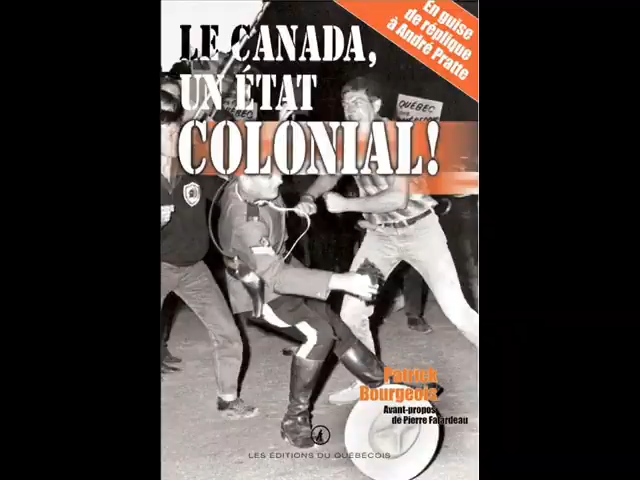 En guise
de réplique
à André Pratte
LE CANADA,
UN ÉTAT
COLONIAL!
QUÉBEC
Patrick
Bourgeois
Avant-propos
de Pierre Falardeau
LES ÉDITIONS DU QUÉBÉCOIS